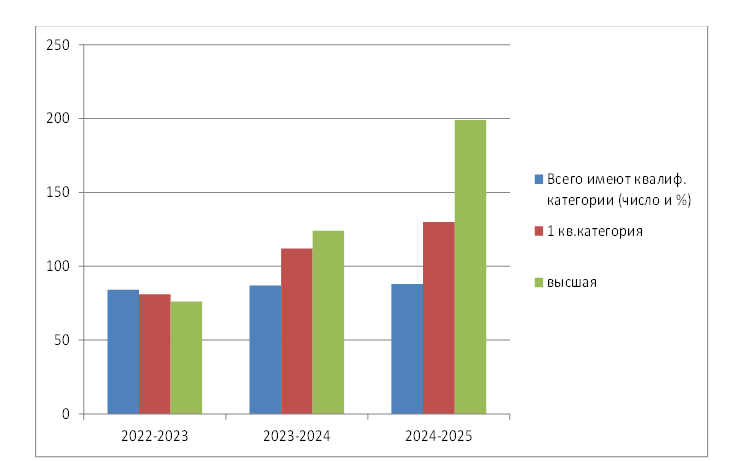 250
200
150
100
50
0
2022-2023
2023-2024
2024-2025
Всего имеют квалиф.
категории (число и %)
1 кв.категория
высшая